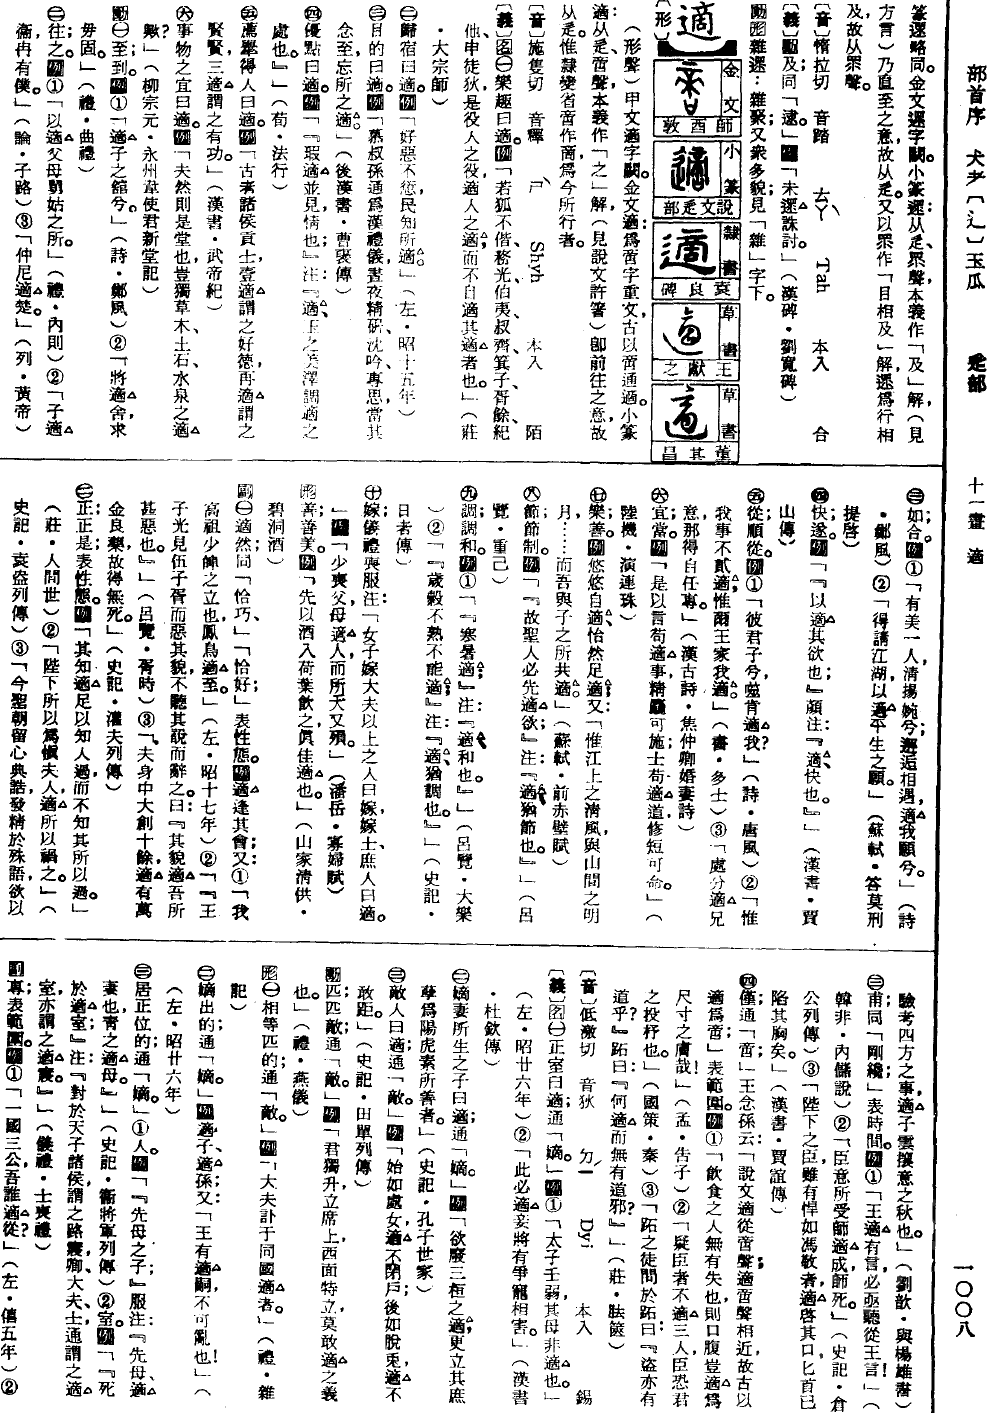 部首序　犬犭〔辶〕玉瓜　　辵部　　十一畫　適　　一〇〇八
篆遝略同。金文遝字闕。小篆遝从辵、眔聲、本義作「及」解（見
方言）乃直至之意、故从辵。又以眔作「目相及」解、遝爲行相
及、故从眔聲。
〔音〕惰拉切　音踏　ㄊㄚˋ　Tah　本入　合
〔義〕動及；同「逮」。例「未遝誅討。」（漢碑・劉寬碑）
動形雜遝：雜聚又衆多貌；見「雜」字下。
適
金文　師酉敦
小篆　說文辵部
隸書　袁良碑
草書　王獻之
草書　董其昌
〔形〕
（形聲）甲文適字闕。金文適：爲啻字重文、古以啻通適。小篆
適：从辵、啻聲、本義作「之」解（見說文許箸）卽前往之意、故
从辵。惟隸變省啻作啇、爲今所行者。
〔音〕施隻切　音釋　ㄕˋ　Shyh　本入　陌
〔義〕名㊀樂趣曰適。例「若狐不偕、務光、伯夷、叔齊、箕子、胥餘、紀
他、申徒狄、是役人之役、適人之適、而不自適其適者也。」（莊
・大宗師）
㊁歸宿曰適。例「好惡不愆、民知所適。」（左・昭十五年）
㊂目的曰適。例「慕叔孫通爲漢禮儀、晝夜精硏、沈吟專思、當其
念至、忘所之適。」（後漢書・曹褒傳）
㊃優點曰適。例「『瑕適並見、情也。』注『適、玉之美澤調適之
處也。』」（荀・法行）
㊄薦舉得人曰適。例「古者諸侯貢士、壹適謂之好德、再適謂之
賢賢、三適謂之有功。」（漢書・武帝紀）
㊅事物之宜曰適。例「夫然、則是堂也、豈獨草木土石水泉之適
歟？」（柳宗元・永州韋使君新堂記）
動㊀至；到。例①「適子之館兮。」（詩・鄭風）②「將適舍、求
毋固。」（禮・曲禮）
㊁往；之。例①「以適父母舅姑之所。」（禮・內則）②「子適
衞、冉有僕。」（論・子路）③「仲尼適楚。」（列・黃帝）
㊂如；合。例①「有美一人、淸揚婉兮、邂逅相遇、適我願兮。」（詩
・鄭風）②「得請江湖、以適平生之願。」（蘇軾・答莫刑
提啓）
㊃快；遂。例「『以適其欲也。』顏注：『適、快也。』」（漢書・賈
山傳）
㊄從；順從。例①「彼君子兮、噬肯適我？」（詩・唐風）②「惟
我事、不貳適；惟爾王家我適。」（書・多士）③「處分適兄
意、那得自任專。」（漢古詩・焦仲卿婚妻詩）
㊅宜；當。例「是以言苟適事、精麤可施；士苟適道、修短可命。」（
陸機・演連珠）
㊆樂；善。例「悠悠自適；怡然足適。又「惟江上之淸風、與山間之明
月……而吾與子之所共適。」（蘇軾・前赤壁賦）
㊇節；節制。例「『故聖人必先適欲。』注：『適猶節也。』」（呂
覽・重己）
㊈調；調和。例①「『寒暑適。』注：『適、和也。』」（呂覽・大樂
）②「『歲穀不熟不能適。』注：『適、猶調也。』」（史記・
日者傳）
㊉嫁；儀禮喪服注：「女子嫁大夫以上之人曰嫁；嫁士庶人曰適。
」例「少喪父母、適人而所天又殞。」（潘岳・寡婦賦）
形善；善美。例「先以酒入荷葉飮之、眞佳適也。」（山家淸供・
碧洞酒）
副㊀適然；同「恰巧」「恰好」；表性態。例適逢其會。又：①「我
高祖少皥之立也、鳳鳥適至。」（左・昭十七年）②「『王
子光見伍子胥而惡其貌、不聽其說而辭之曰：『其貌適吾所
甚惡也。』」（呂覽・胥時）③「夫身中大創十餘、適有萬
金良藥、故得無死。」（史記・灌夫列傳）
㊁正；正是；表性態。例「其知適足以知人過、而不知其所以過。」
（莊・人間世）②「陛下所以爲愼夫人、適所以禍之。」（
史記・袁盎列傳）③「今聖朝留心典誥、發精於殊語、欲以
驗考四方之事、適子雲攘意之秋也。」（劉歆・與楊雄書）
㊂甫；同「剛纔」；表時間。例①「王適有言、必亟聽從王言！」（
韓非・內儲說）②「臣意所受師、適成、師死。」（史記・倉
公列傳）③「陛下之臣、雖有悍如馮敬者、適啓其口、匕首已
陷其胸矣。」（漢書・賈誼傳）
㊃僅；通「啻」；王念孫云：「說文適從啻聲、適啻聲相近、故古以
適爲啻」表範圍。例①「飮食之人、無有失也、則口腹豈適爲
尺寸之膚哉！」（孟・告子）②「疑臣者不適三人、臣恐君
之投杼也。」（國策・秦）③「跖之徒問於跖曰：『盜亦有
道乎？』跖曰：『何適而無有道邪？』」（莊・胠篋）
〔音〕低激切　音狄　ㄉㄧˊ　Dyi　本入　錫
〔義〕名㊀正室曰適；通「嫡」。例①「太子壬弱、其母非適也。」
（左・昭廿六年）②「此必適妾將有爭寵相害。」（漢書
・杜欽傳）
㊁嫡妻所生之子曰適；通「嫡」。例「欲廢三桓之適、更立其庶
孽爲陽虎素所善者。」（史記・孔子世家）
㊂敵人曰適；通「敵」。例「始如處女、適不閉戶、後如脫兎、適不
敢距。」（史記・田單列傳）
動匹；匹敵；通「敵」。例「君獨升立席上、西面特立、莫敢適之義
也。」（禮・燕儀）
形㊀相等；匹的；通「敵」。例「大夫訃于同國適者。」（禮・雜
記）
㊁嫡出的；通「嫡」。例適子、適孫。又：「王有適嗣、不可亂也！」（
（左・昭廿六年）
㊂居正位的；通「嫡」；①人。例「『先母之子。』服注：『先母、適
妻也；靑之適母。』」（史記・衞將軍列傳）②室。例「『死
於適室。』注：『對於天子諸侯謂之路寢、卿、大夫、士通謂之適
室、亦謂之適寢。』」（儀禮・士喪禮）
副專；表範圍。例①「一國三公、吾誰適從？」（左・僖五年）②